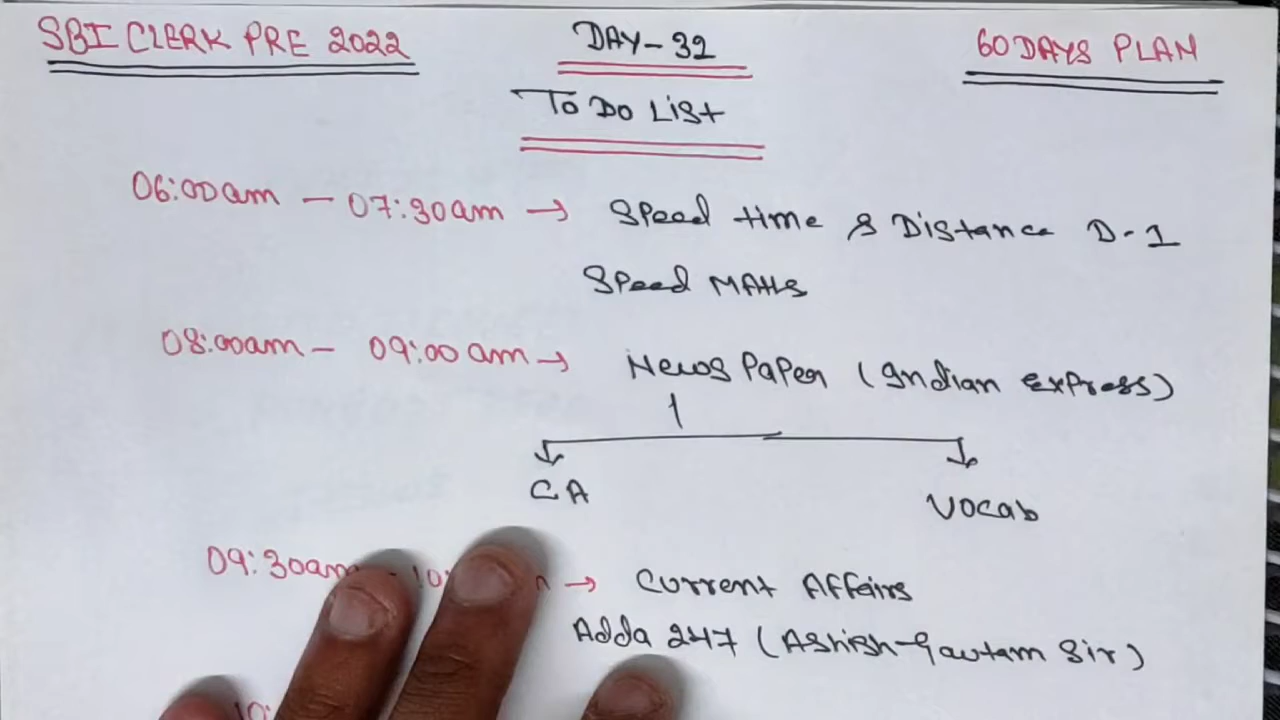 SBI CLERK PRE 2022 DAY-32 60 DAYS PLAN
To Do List
06:00am - 07:30am → Speed time & Distance D-1
Speed MAths
08:00am - 09:00am → News Paper (Indian Express)
CA Vocab
09:30am - → Current Affairs
Adda 247 (Ashish Gautam Sir)